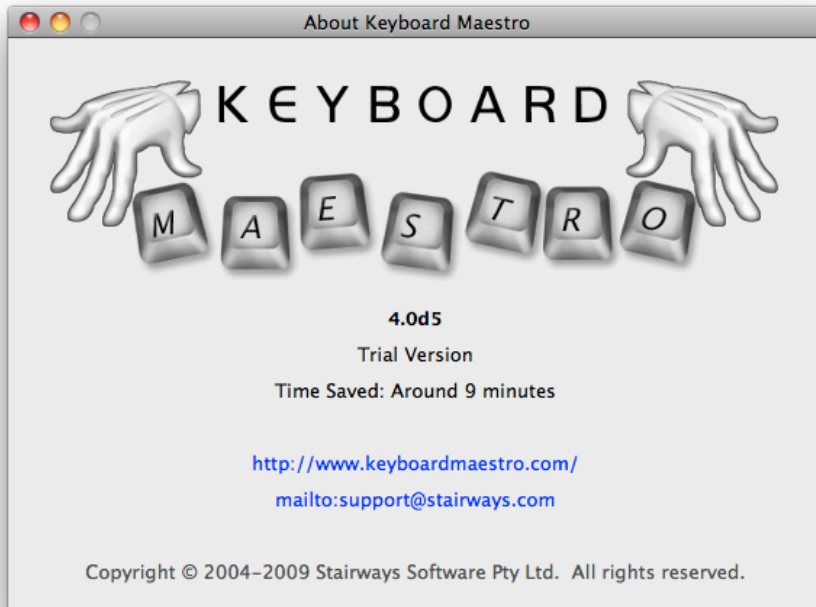 About Keyboard Maestro
KEYBOARD
MAESTRO
4.0d5
Trial Version
Time Saved: Around 9 minutes
http://www.keyboardmaestro.com/
mailto:support@stairways.com
Copyright © 2004–2009 Stairways Software Pty Ltd.  All rights reserved.